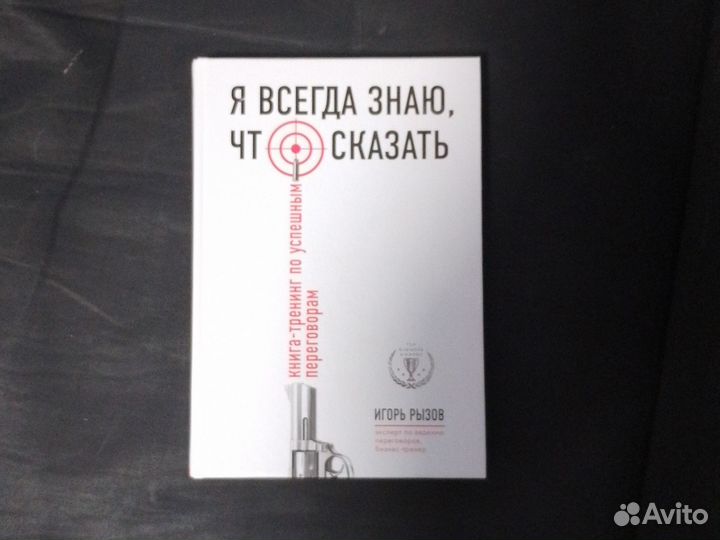 Я ВСЕГДА ЗНАЮ,
ЧТ СКАЗАТЬ
книга-тренинг по успешным
переговорам
ИГОРЬ РЫЗОВ
эксперт по ведению
переговоров,
бизнес-тренер
Avito